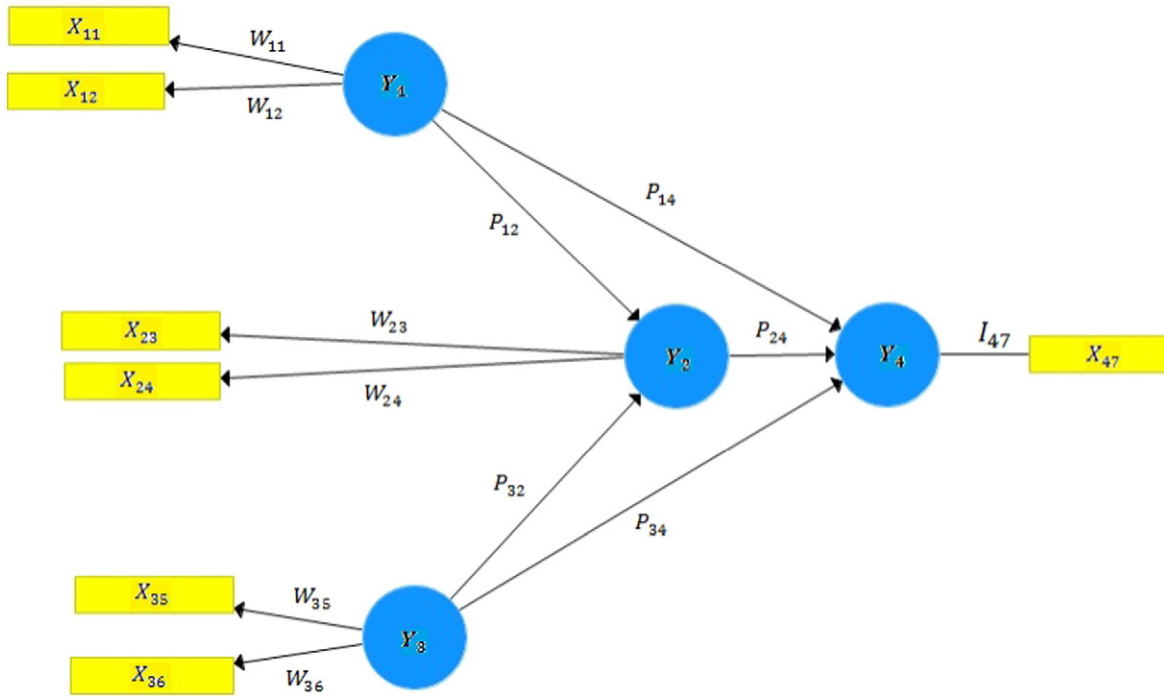 X₁₁
W₁₁
Y₁
X₁₂
W₁₂
P₁₄
P₁₂
X₂₃
W₂₃
P₂₄
I₄₇
Y₂
Y₄
X₄₇
X₂₄
W₂₄
P₃₂
P₃₄
X₃₅
W₃₅
Y₃
X₃₆
W₃₆